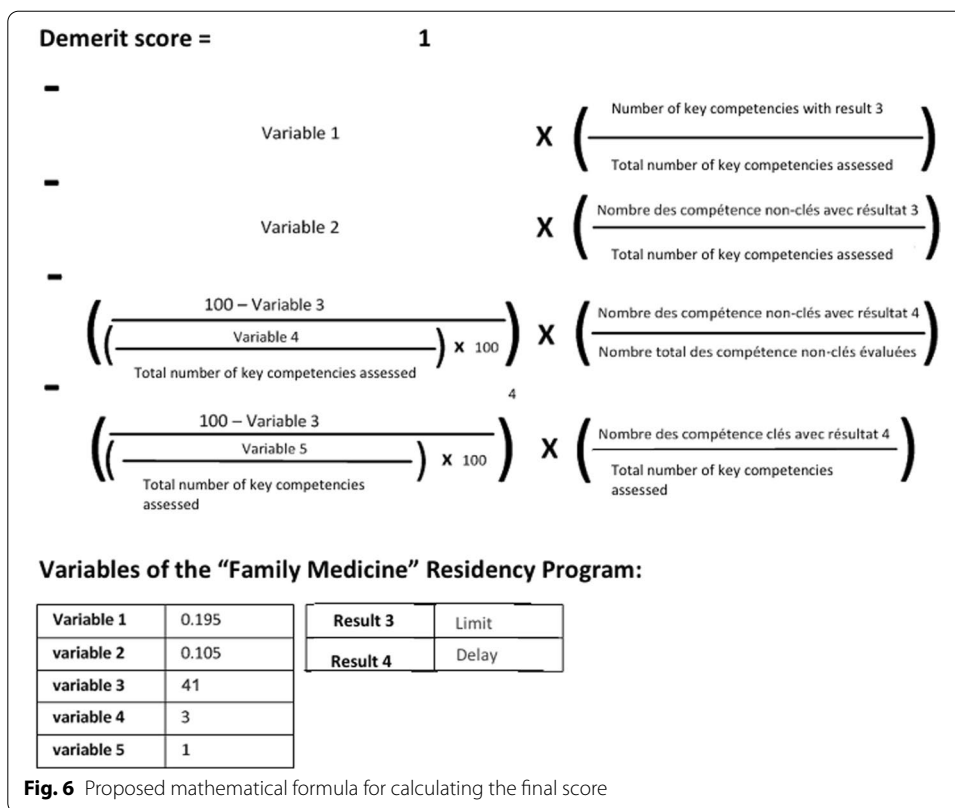 Demerit score = 1
-
Variable 1 X ( Number of key competencies with result 3
Total number of key competencies assessed )
-
Variable 2 X ( Nombre des compétence non-clés avec résultat 3
Total number of key competencies assessed )
-
( 100 – Variable 3
( Variable 4
Total number of key competencies assessed ) X 100 ) X ( Nombre des compétence non-clés avec résultat 4
Nombre total des compétence non-clés évaluées )
-
4
( 100 – Variable 3
( Variable 5
Total number of key competencies
assessed ) X 100 ) X ( Nombre des compétence clés avec résultat 4
Total number of key competencies
assessed )
Variables of the “Family Medicine” Residency Program:
Variable 1 0.195
variable 2 0.105
variable 3 41
variable 4 3
variable 5 1
Result 3 Limit
Result 4 Delay
Fig. 6 Proposed mathematical formula for calculating the final score